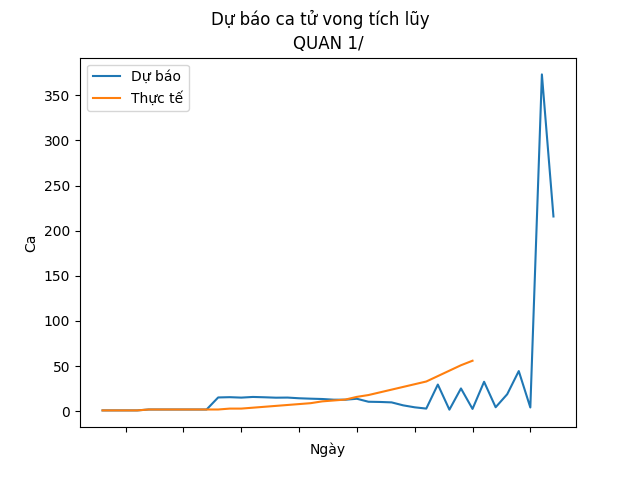 Dự báo ca tử vong tích lũy
QUAN 1/
Dự báo
Thực tế
350
300
250
200
150
100
50
0
Ca
Ngày